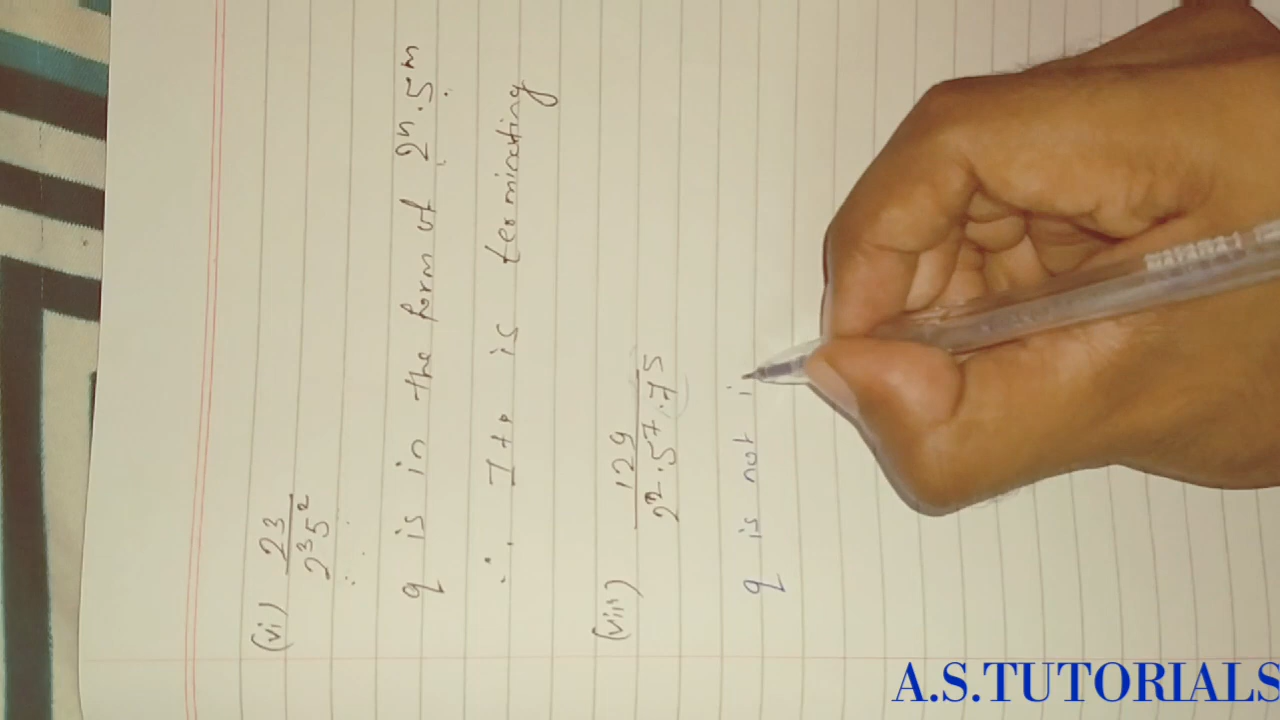 (vi) 23/2³5²
∴
q is in the form of 2ⁿ.5ᵐ.
∴ It is terminating
(vii) 129/2².5⁷.7⁵
q is not i
A.S.TUTORIALS